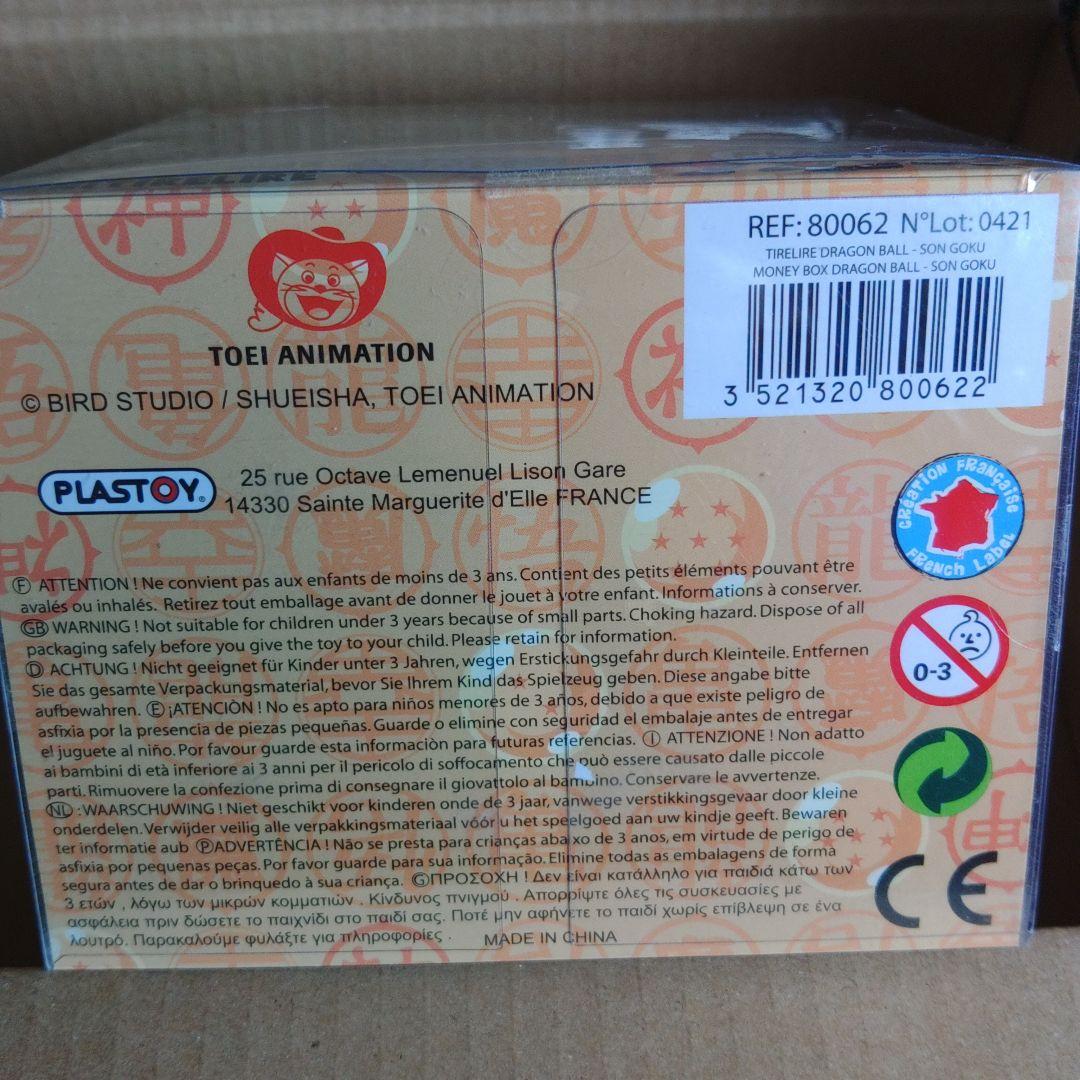 TIRELIRE
REF: 80062 N°Lot: 0421
TIRELIRE DRAGON BALL - SON GOKU
MONEY BOX DRAGON BALL - SON GOKU
3 521320 800622
TOEI ANIMATION
© BIRD STUDIO / SHUEISHA, TOEI ANIMATION
PLASTOY®
25 rue Octave Lemenuel Lison Gare
14330 Sainte Marguerite d'Elle FRANCE
CRÉATION FRANÇAISE
FRENCH LABEL
Ⓕ ATTENTION ! Ne convient pas aux enfants de moins de 3 ans. Contient des petits éléments pouvant être
avalés ou inhalés. Retirez tout emballage avant de donner le jouet à votre enfant. Informations à conserver.
GB WARNING ! Not suitable for children under 3 years because of small parts. Choking hazard. Dispose of all
packaging safely before you give the toy to your child. Please retain for information.
Ⓓ ACHTUNG ! Nicht geeignet für Kinder unter 3 Jahren, wegen Erstickungsgefahr durch Kleinteile. Entfernen
Sie das gesamte Verpackungsmaterial, bevor Sie Ihrem Kind das Spielzeug geben. Diese angabe bitte
aufbewahren. Ⓔ ¡ATENCIÒN ! No es apto para niños menores de 3 años, debido a que existe peligro de
asfixia por la presencia de piezas pequeñas. Guarde o elimine con seguridad el embalaje antes de entregar
el juguete al niño. Por favour guarde esta informaciòn para futuras referencias. Ⓘ ATTENZIONE ! Non adatto
ai bambini di età inferiore ai 3 anni per il pericolo di soffocamento che può essere causato dalle piccole
parti. Rimuovere la confezione prima di consegnare il giovattolo al bambino. Conservare le avvertenze.
NL :WAARSCHUWING ! Niet geschikt voor kinderen onde de 3 jaar, vanwege verstikkingsgevaar door kleine
onderdelen. Verwijder veilig alle verpakkingsmateriaal vóór u het speelgoed aan uw kindje geeft. Bewaren
ter informatie aub ⓅADVERTÊNCIA ! Não se presta para crianças abaixo de 3 anos, em virtude de perigo de
asfixia por pequenas peças. Por favor guarde para sua informação. Elimine todas as embalagens de forma
segura antes de dar o brinquedo à sua criança. ⒼΠΡΟΣΟΧΗ ! Δεν είναι κατάλληλο για παιδιά κάτω των
3 ετών , λόγω των μικρών κομματιών . Κίνδυνος πνιγμού . Απορρίψτε όλες τις συσκευασίες με
ασφάλεια πριν δώσετε το παιχνίδι στο παιδί σας. Ποτέ μην αφήνετε το παιδί χωρίς επίβλεψη σε ένα
λουτρό. Παρακαλούμε φυλάξτε για πληροφορίες . MADE IN CHINA
0-3
CE